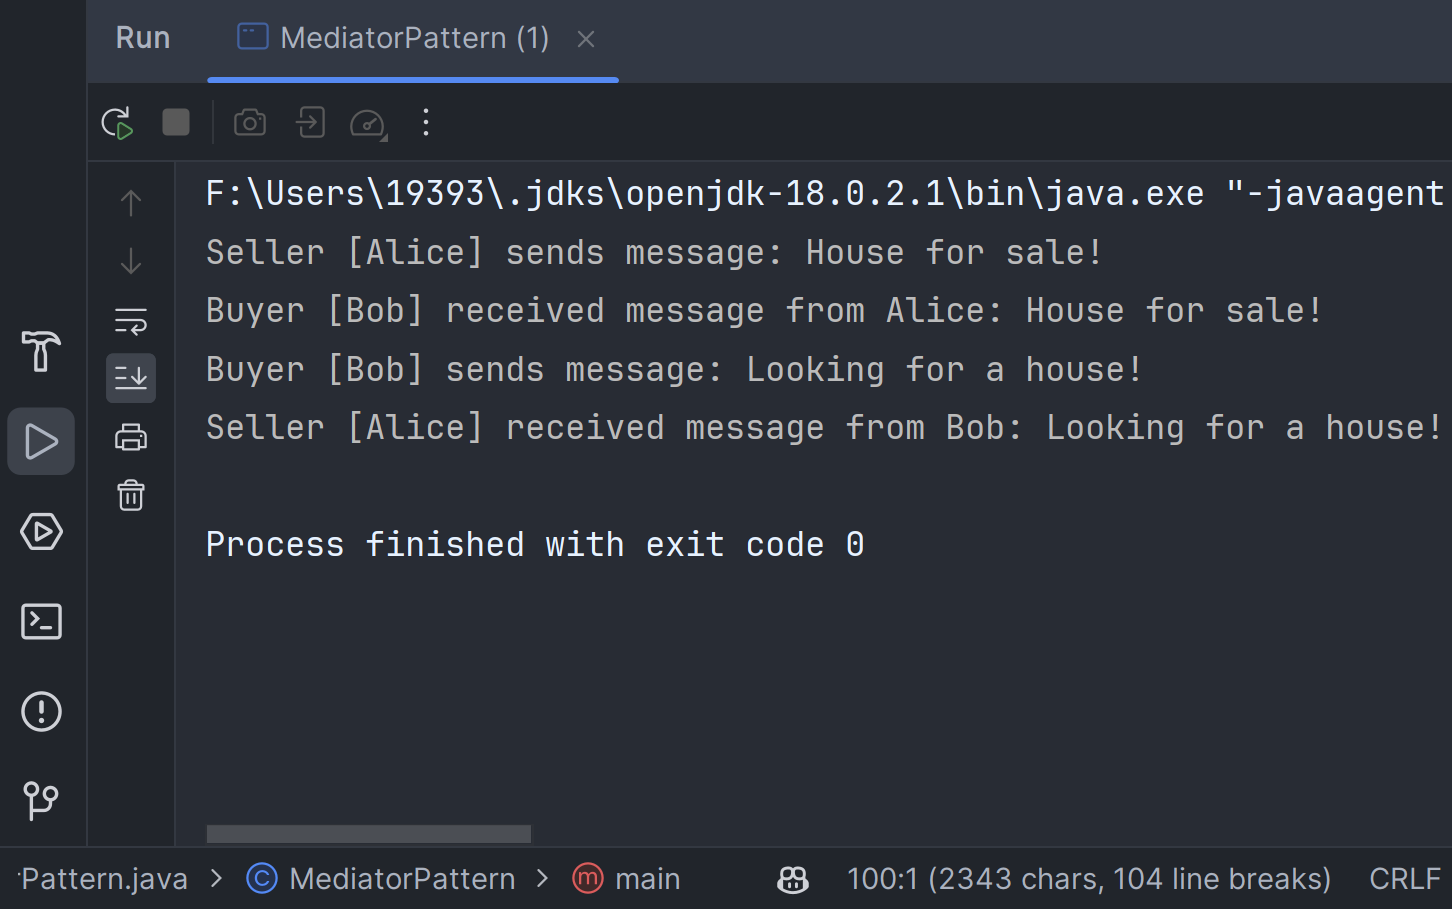 Run MediatorPattern (1)
F:\Users\19393\.jdks\openjdk-18.0.2.1\bin\java.exe "-javaagent
Seller [Alice] sends message: House for sale!
Buyer [Bob] received message from Alice: House for sale!
Buyer [Bob] sends message: Looking for a house!
Seller [Alice] received message from Bob: Looking for a house!
Process finished with exit code 0
Pattern.java > MediatorPattern > main 100:1 (2343 chars, 104 line breaks) CRLF